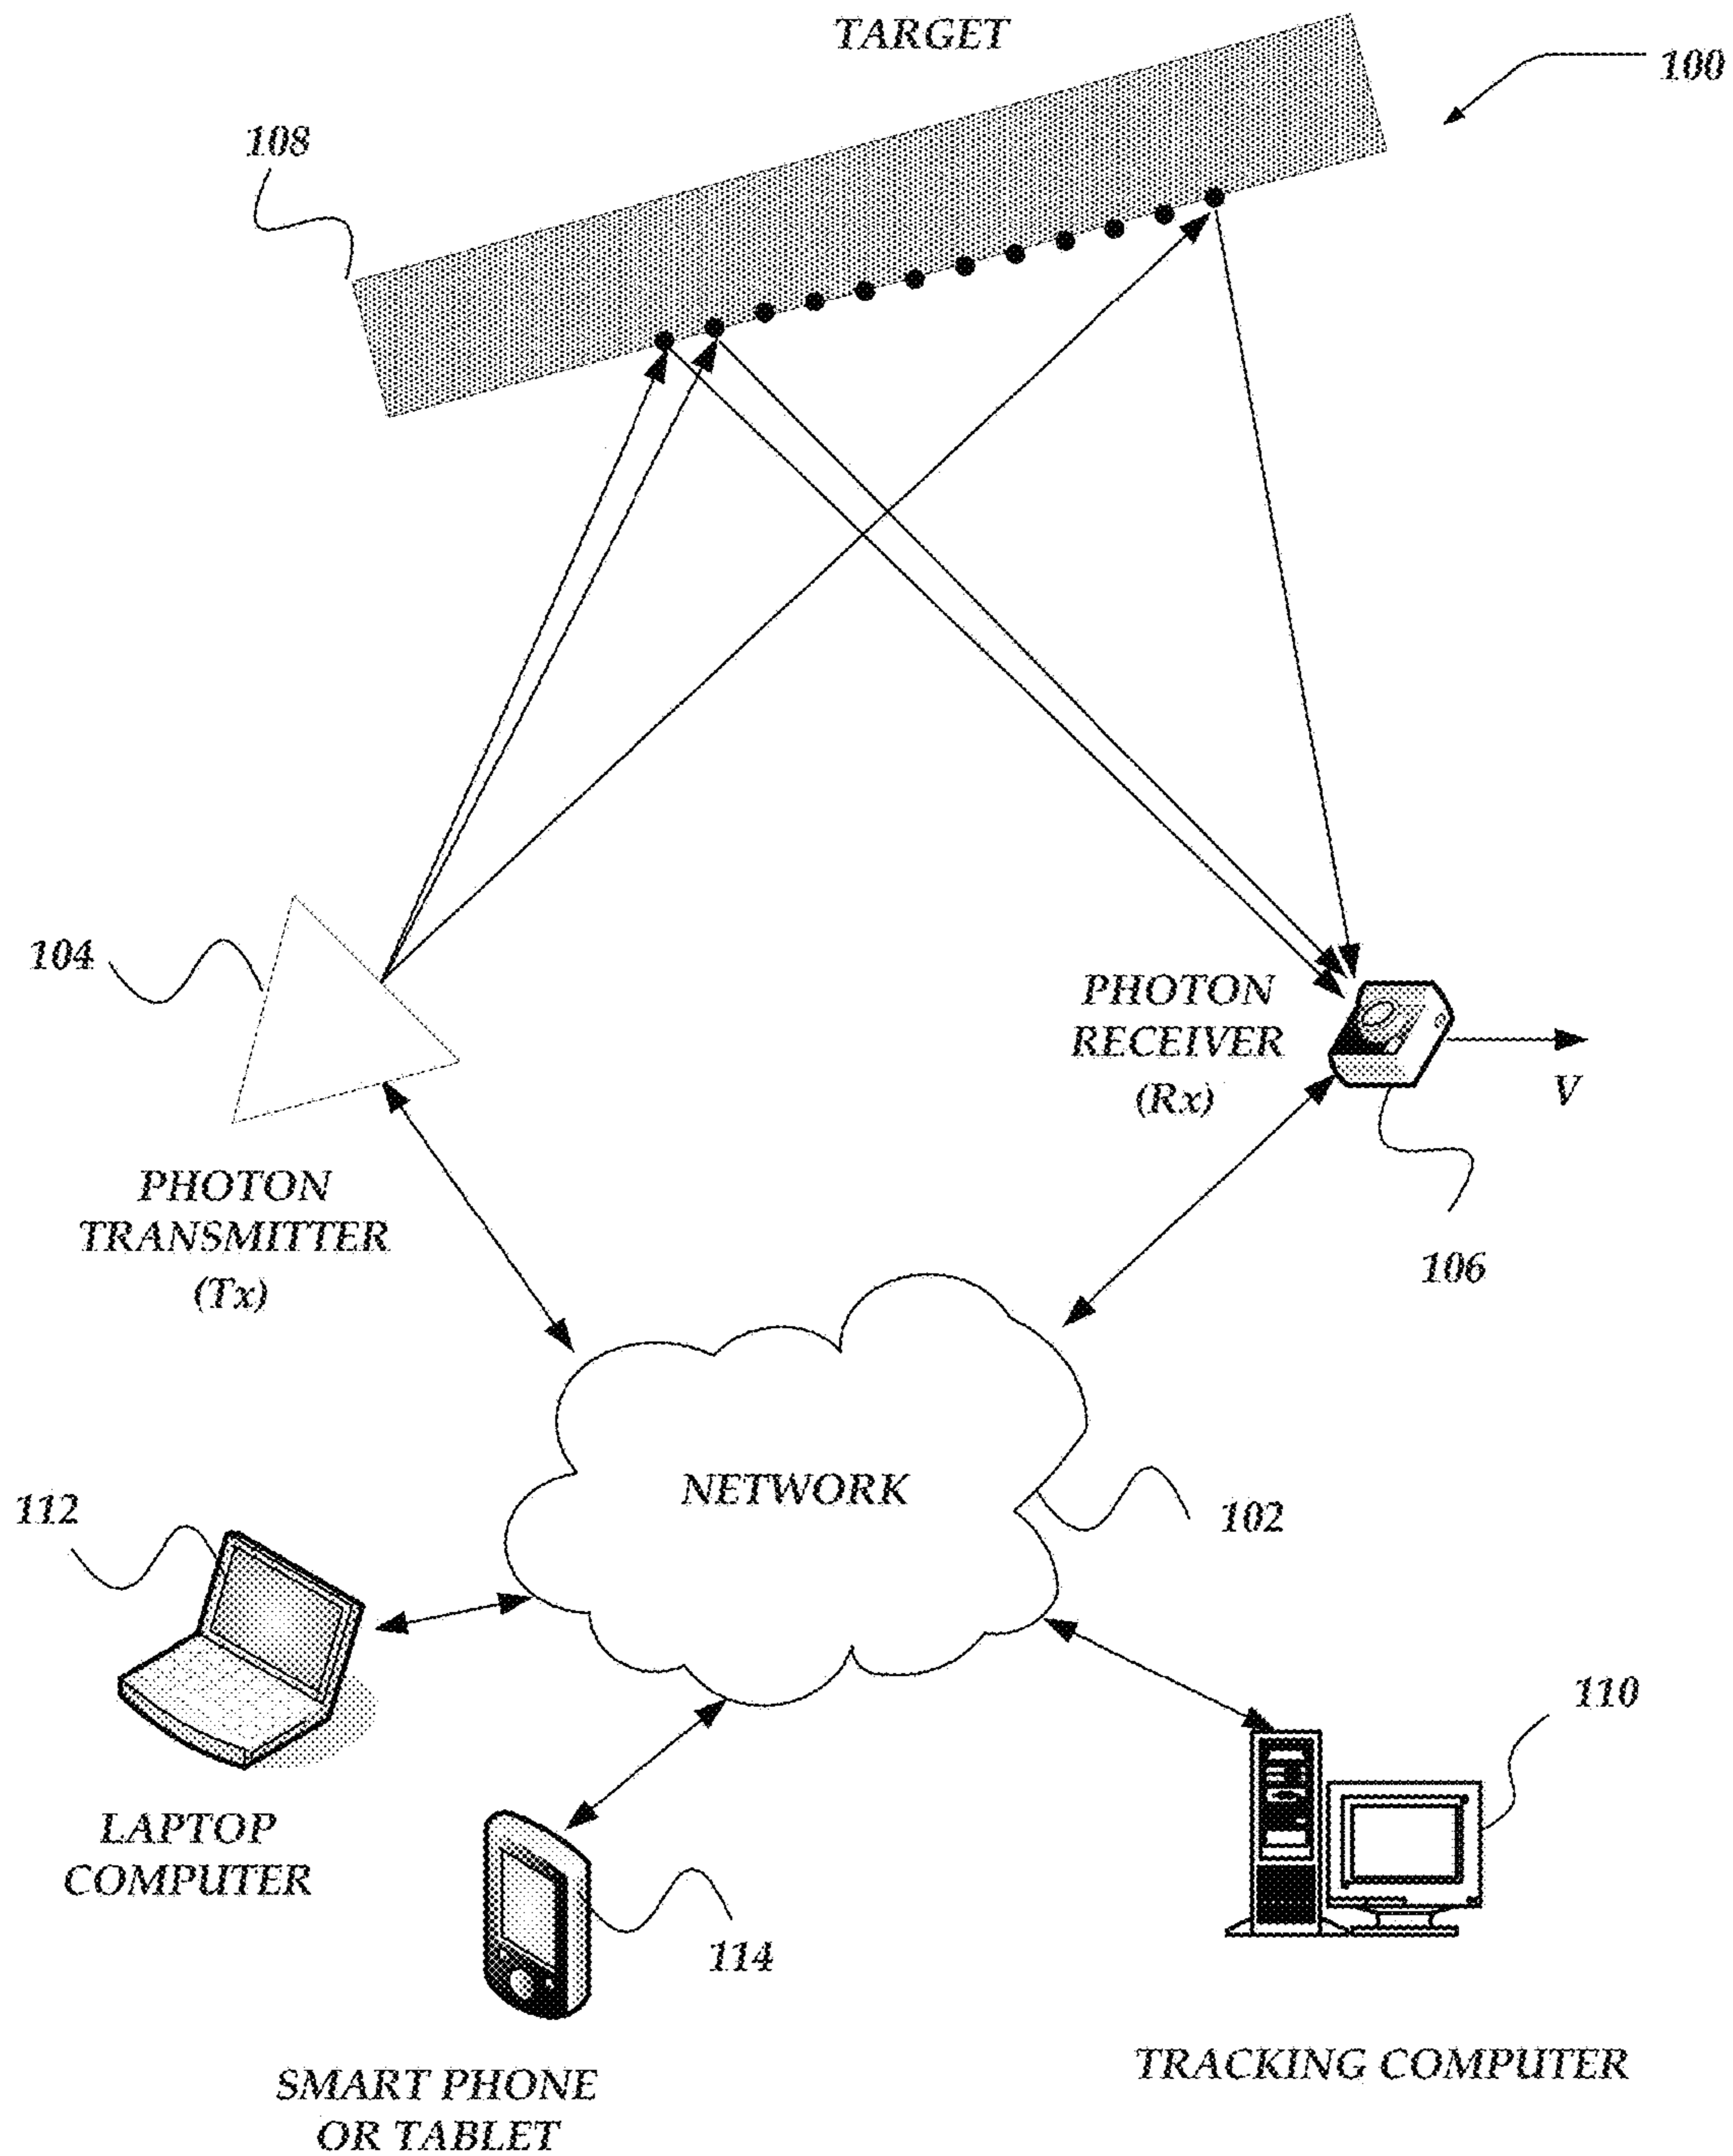 TARGET
100
108
104
PHOTON
RECEIVER
(Rx)
V
PHOTON
TRANSMITTER
(Tx)
106
NETWORK
112
102
110
LAPTOP
COMPUTER
114
TRACKING COMPUTER
SMART PHONE
OR TABLET